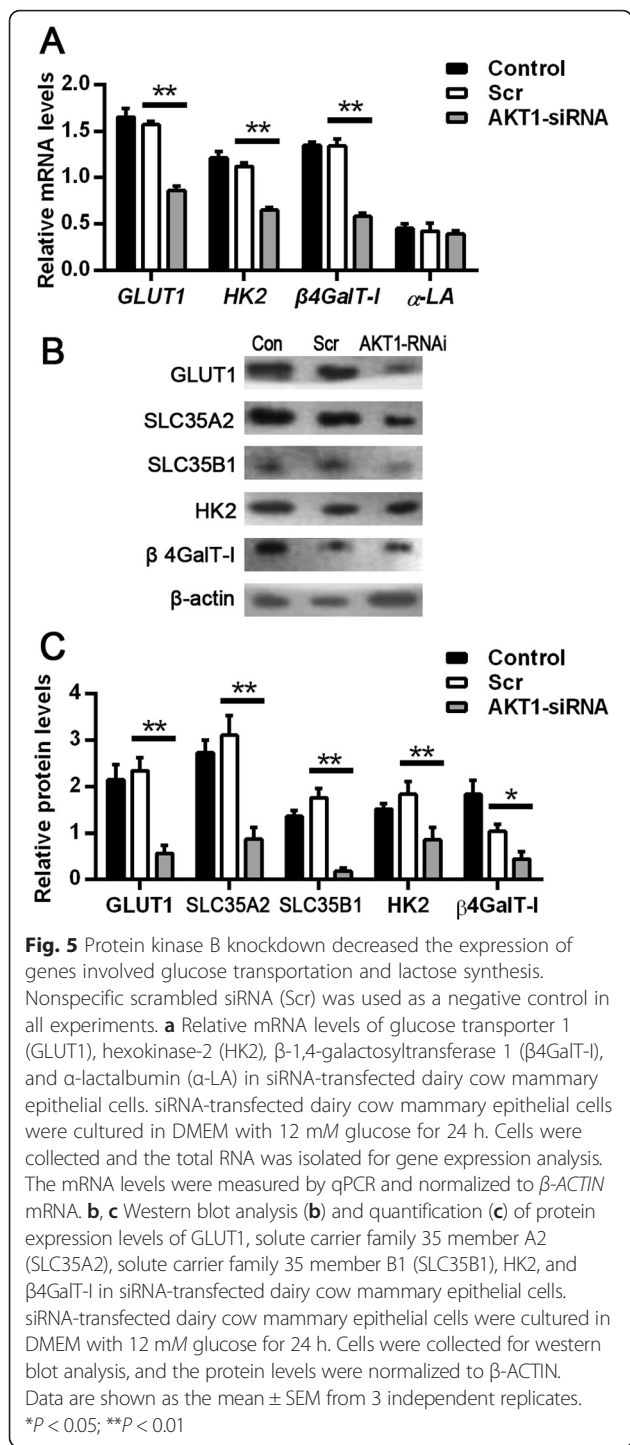 A
Relative mRNA levels
2.0
1.5
1.0
0.5
0.0
** ** **
Control
Scr
AKT1-siRNA
GLUT1 HK2 β4GalT-I α-LA
B
Con Scr AKT1-RNAi
GLUT1
SLC35A2
SLC35B1
HK2
β 4GalT-I
β-actin
C
Relative protein levels
4
3
2
1
0
** ** ** ** *
Control
Scr
AKT1-siRNA
GLUT1 SLC35A2 SLC35B1 HK2 β4GalT-I
Fig. 5 Protein kinase B knockdown decreased the expression of
genes involved glucose transportation and lactose synthesis.
Nonspecific scrambled siRNA (Scr) was used as a negative control in
all experiments. a Relative mRNA levels of glucose transporter 1
(GLUT1), hexokinase-2 (HK2), β-1,4-galactosyltransferase 1 (β4GalT-I),
and α-lactalbumin (α-LA) in siRNA-transfected dairy cow mammary
epithelial cells. siRNA-transfected dairy cow mammary epithelial cells
were cultured in DMEM with 12 mM glucose for 24 h. Cells were
collected and the total RNA was isolated for gene expression analysis.
The mRNA levels were measured by qPCR and normalized to β-ACTIN
mRNA. b, c Western blot analysis (b) and quantification (c) of protein
expression levels of GLUT1, solute carrier family 35 member A2
(SLC35A2), solute carrier family 35 member B1 (SLC35B1), HK2, and
β4GalT-I in siRNA-transfected dairy cow mammary epithelial cells.
siRNA-transfected dairy cow mammary epithelial cells were cultured in
DMEM with 12 mM glucose for 24 h. Cells were collected for western
blot analysis, and the protein levels were normalized to β-ACTIN.
Data are shown as the mean ± SEM from 3 independent replicates.
*P < 0.05; **P < 0.01